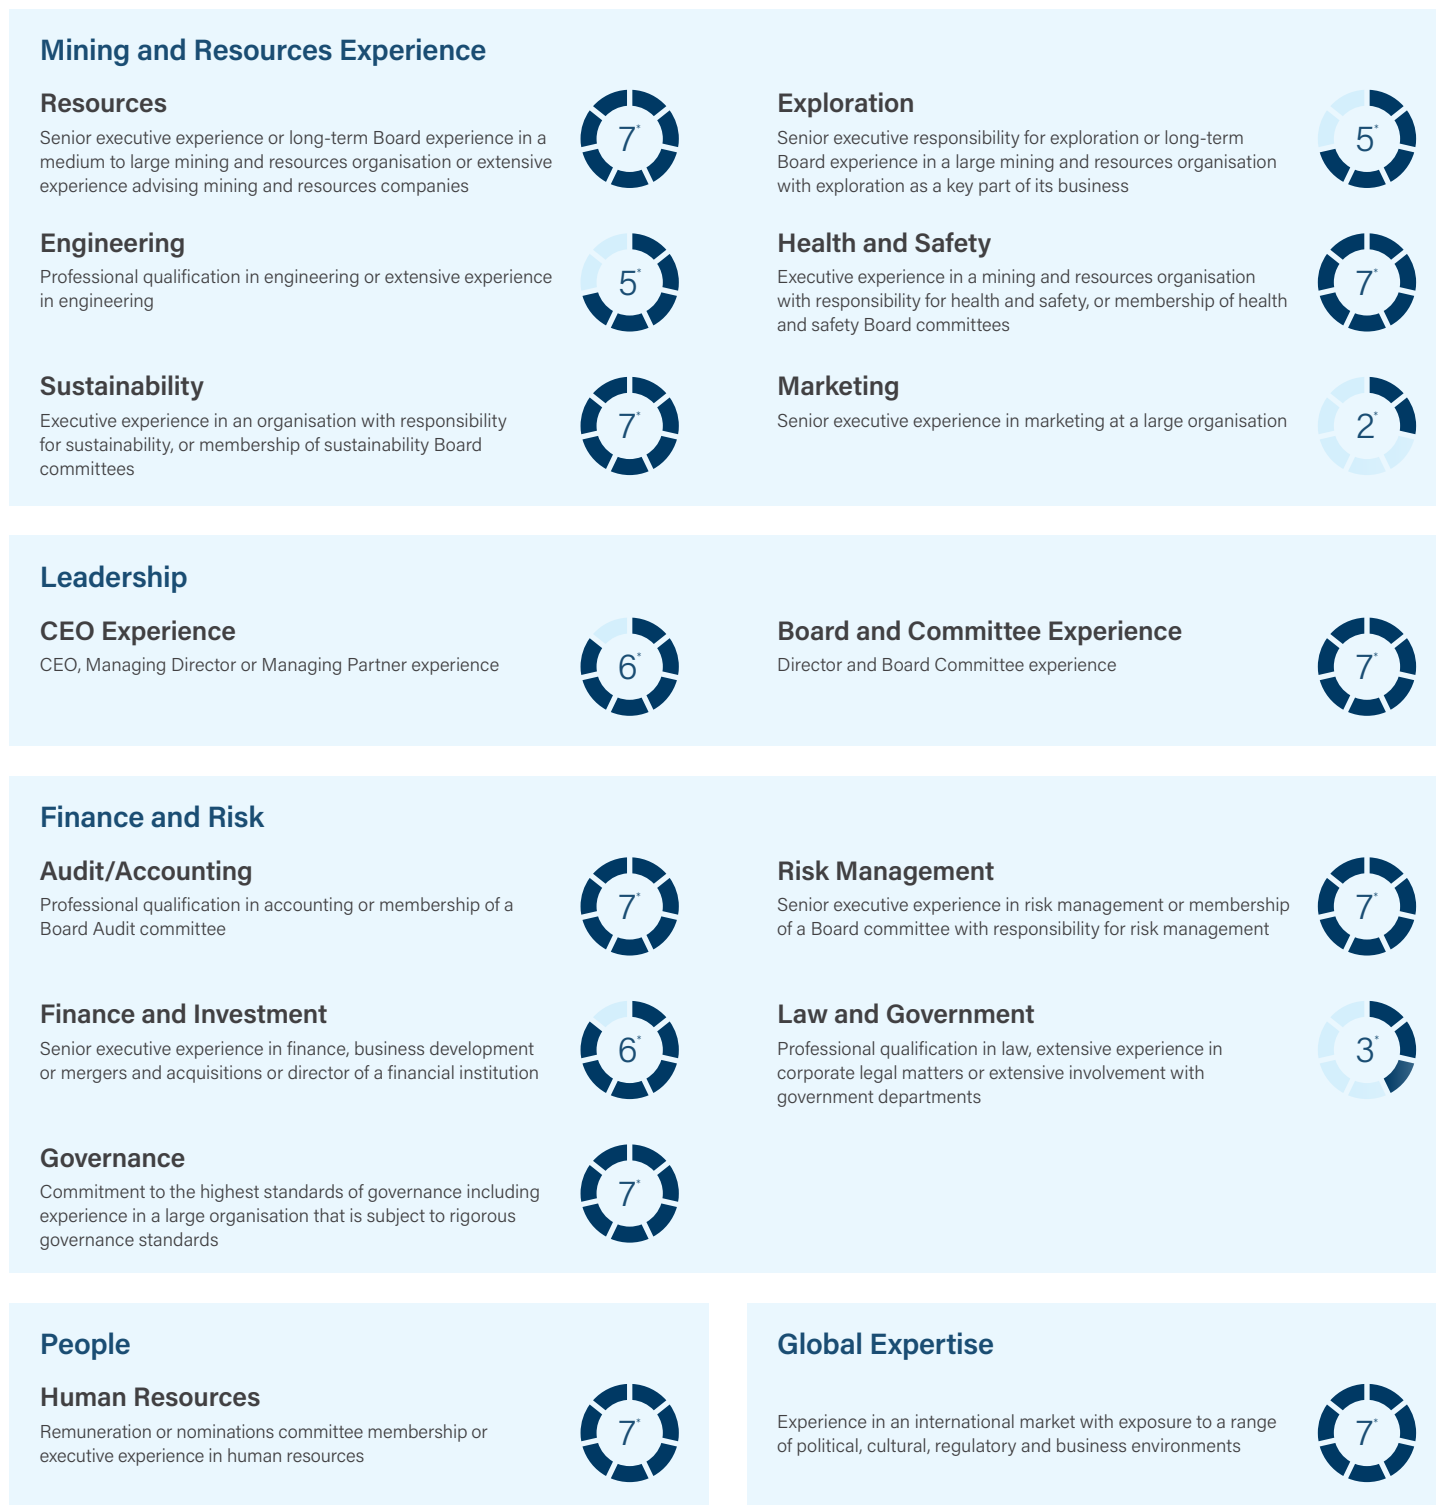 Mining and Resources Experience
Resources
Senior executive experience or long-term Board experience in a
medium to large mining and resources organisation or extensive
experience advising mining and resources companies
7*
Exploration
Senior executive responsibility for exploration or long-term
Board experience in a large mining and resources organisation
with exploration as a key part of its business
5*
Engineering
Professional qualification in engineering or extensive experience
in engineering
5*
Health and Safety
Executive experience in a mining and resources organisation
with responsibility for health and safety, or membership of health
and safety Board committees
7*
Sustainability
Executive experience in an organisation with responsibility
for sustainability, or membership of sustainability Board
committees
7*
Marketing
Senior executive experience in marketing at a large organisation
2*
Leadership
CEO Experience
CEO, Managing Director or Managing Partner experience
6*
Board and Committee Experience
Director and Board Committee experience
7*
Finance and Risk
Audit/Accounting
Professional qualification in accounting or membership of a
Board Audit committee
7*
Risk Management
Senior executive experience in risk management or membership
of a Board committee with responsibility for risk management
7*
Finance and Investment
Senior executive experience in finance, business development
or mergers and acquisitions or director of a financial institution
6*
Law and Government
Professional qualification in law, extensive experience in
corporate legal matters or extensive involvement with
government departments
3*
Governance
Commitment to the highest standards of governance including
experience in a large organisation that is subject to rigorous
governance standards
7*
People
Human Resources
Remuneration or nominations committee membership or
executive experience in human resources
7*
Global Expertise
Experience in an international market with exposure to a range
of political, cultural, regulatory and business environments
7*